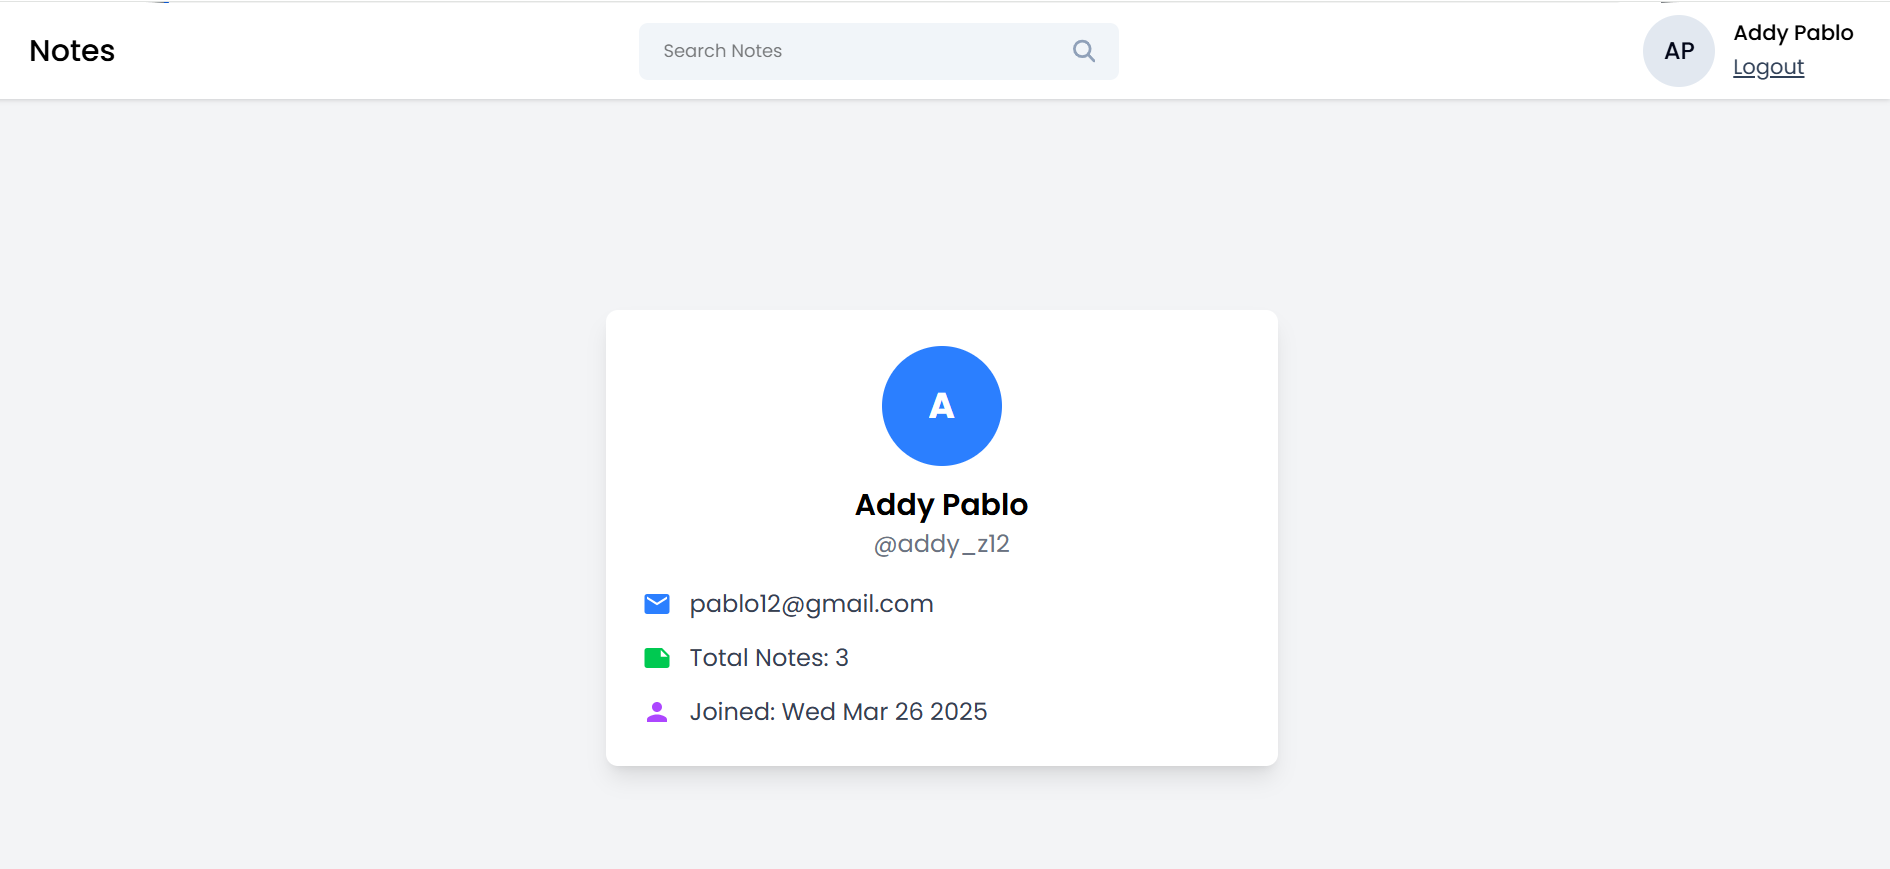 Notes
Search Notes
AP
Addy Pablo
Logout
A
Addy Pablo
@addy_z12
pablo12@gmail.com
Total Notes: 3
Joined: Wed Mar 26 2025